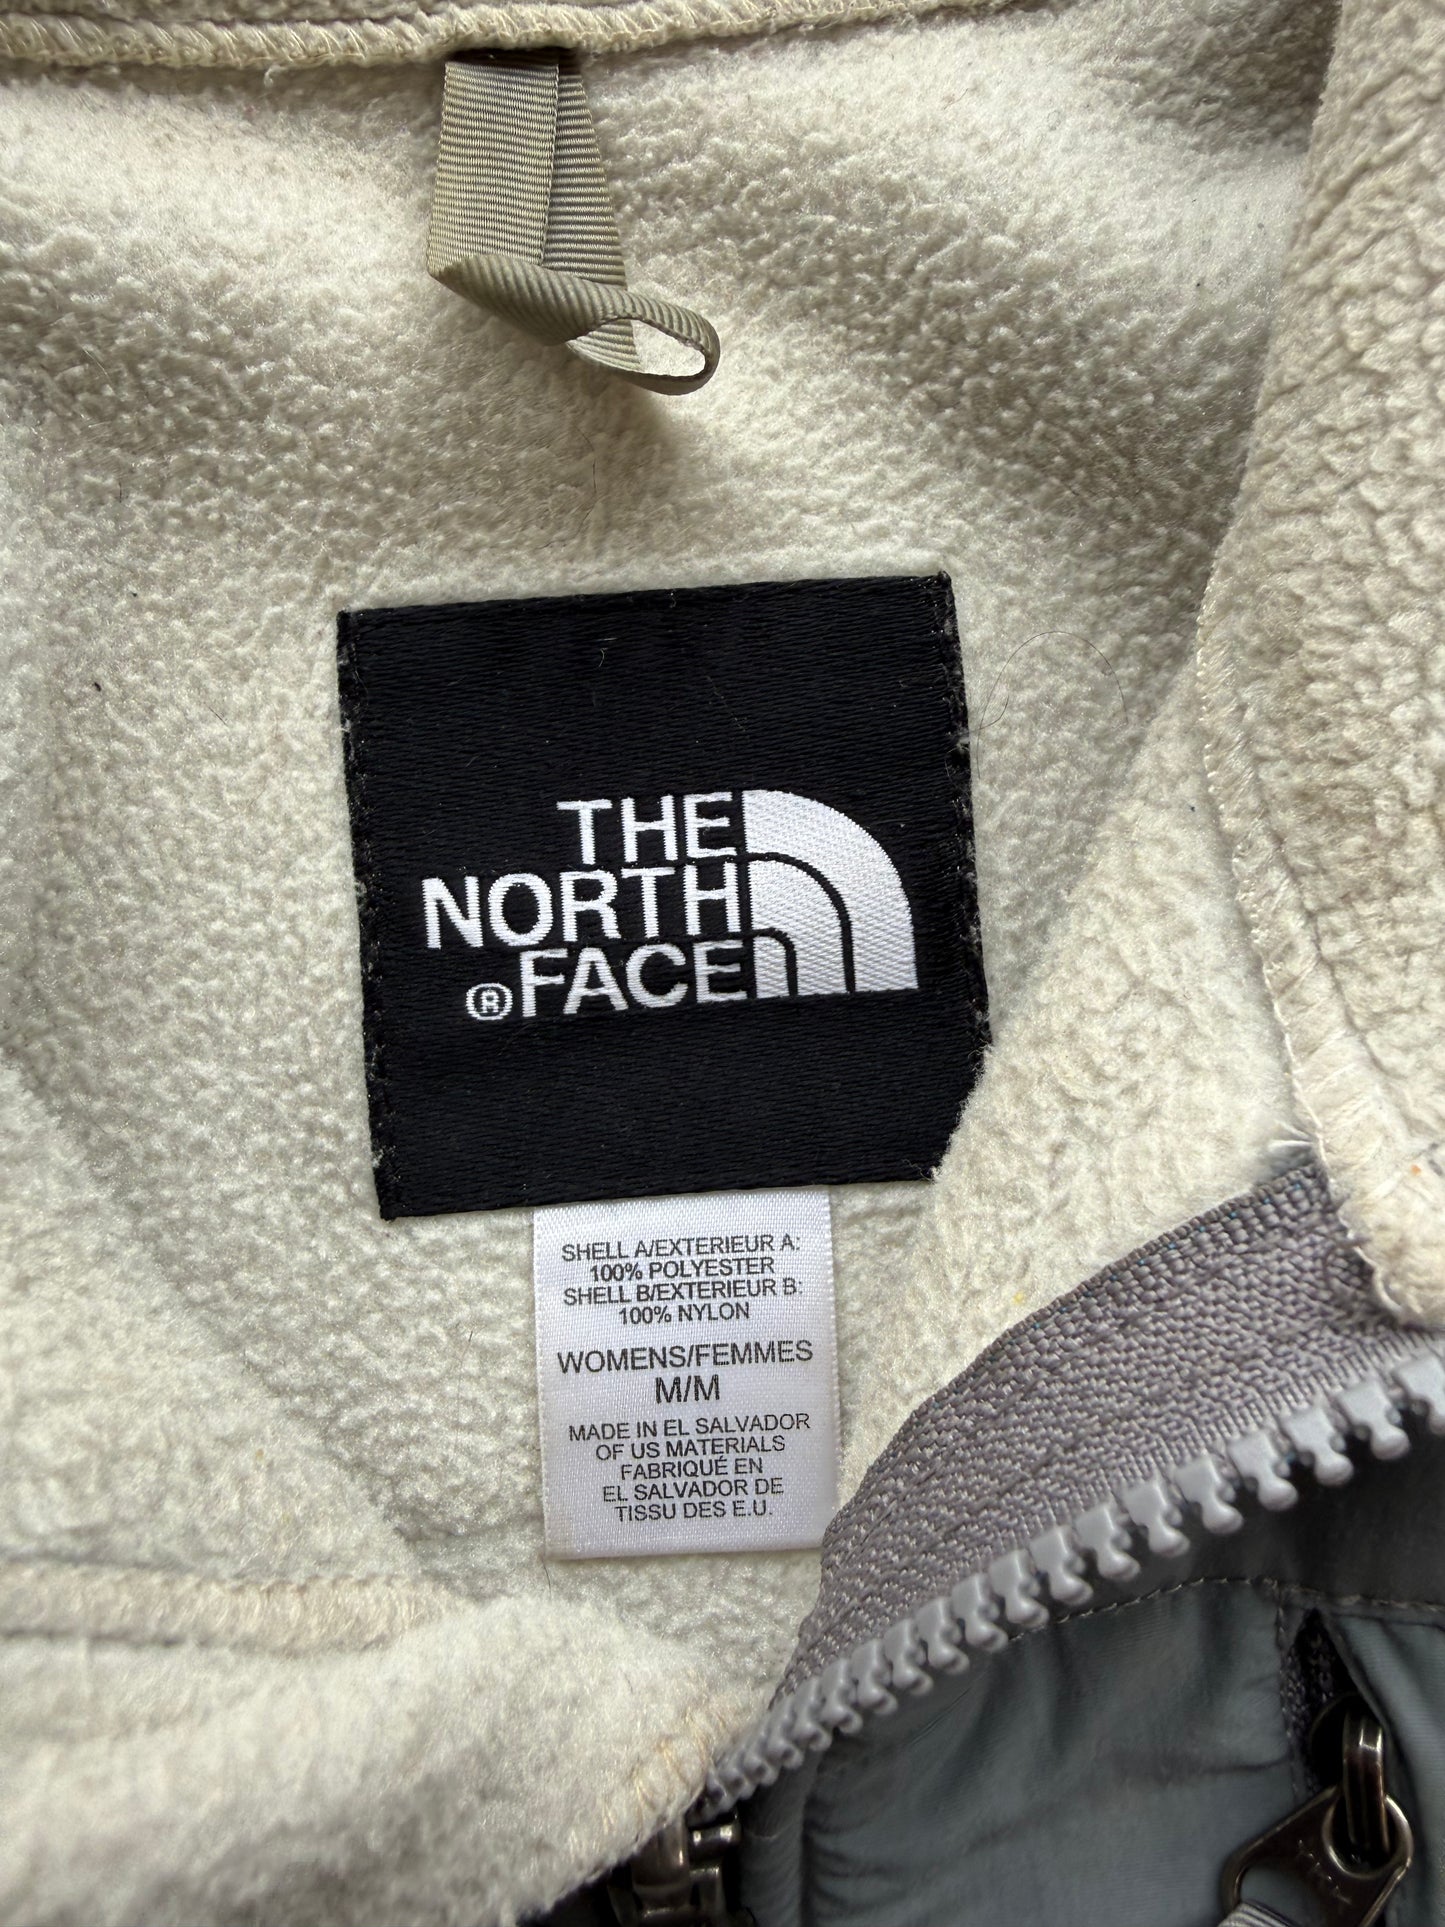 THE
NORTH
®FACE
SHELL A/EXTERIEUR A:
100% POLYESTER
SHELL B/EXTERIEUR B:
100% NYLON
WOMENS/FEMMES
M/M
MADE IN EL SALVADOR
OF US MATERIALS
FABRIQUÉ EN
EL SALVADOR DE
TISSU DES E.U.